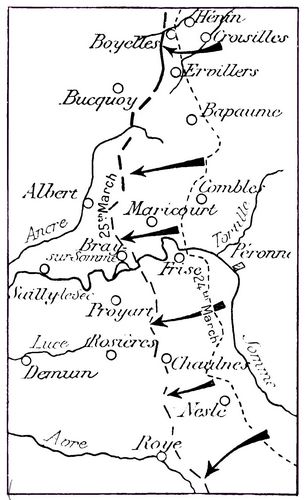 Hénin
Boyelles
Croisilles
Ervillers
Bucquoy
Bapaume
Albert
25TH March
Combles
Ancre
Maricourt
Tortille
Bray
sur Somme
Péronne
Frise
Sailly le Sec
Proyart
24TH March
Luce
Rosières
Somme
Demuin
Chaulnes
Nesle
Avre
Roye